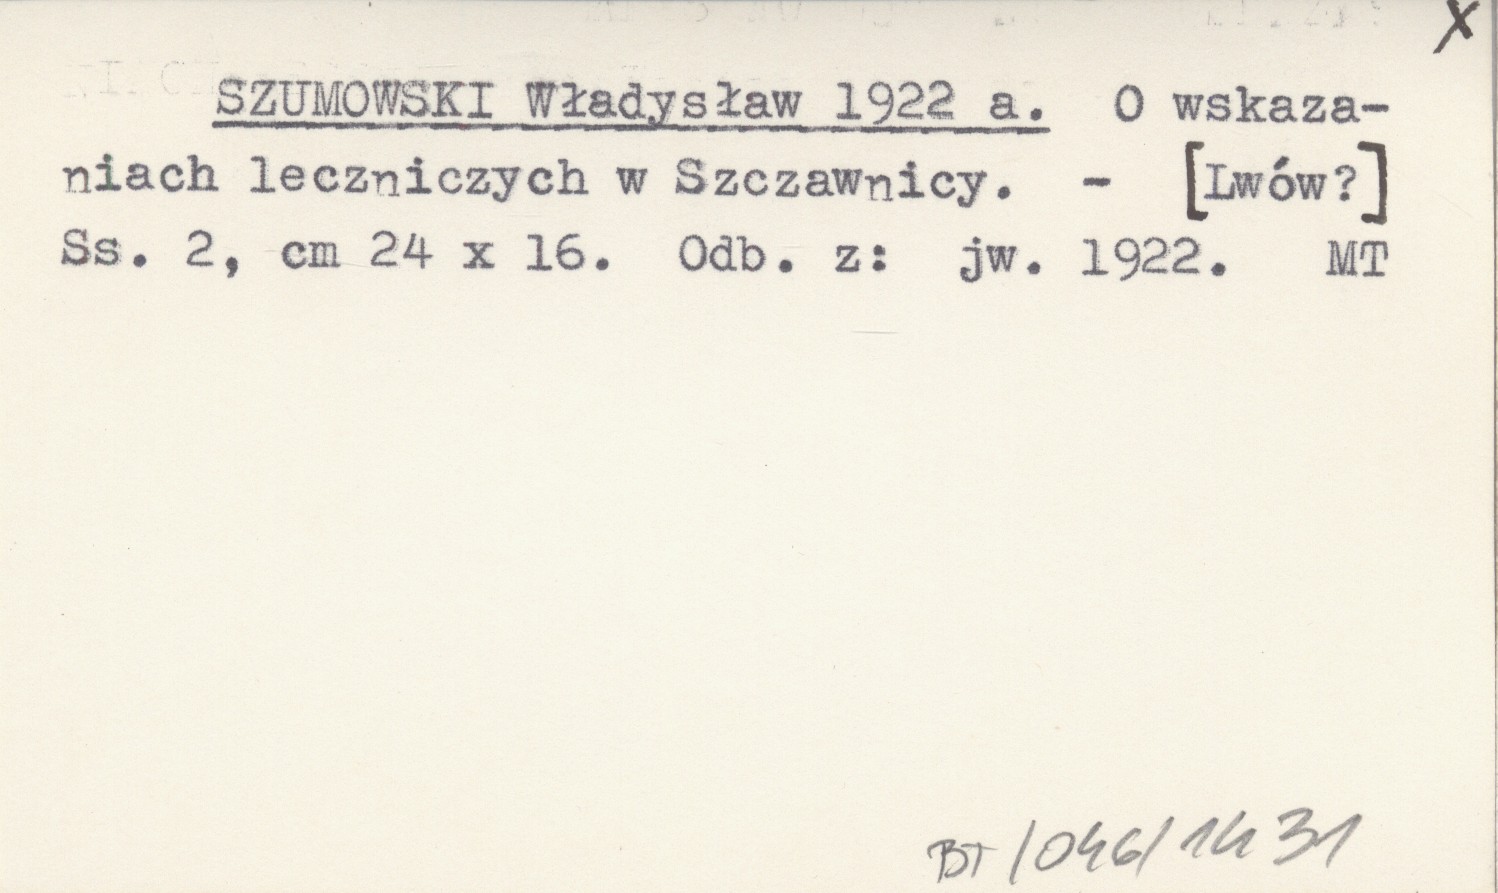 x
SZUMOWSKI Władysław 1922 a. O wskaza-
niach leczniczych w Szczawnicy. - [Lwów?]
Ss. 2, cm 24 x 16. Odb. z: jw. 1922. MT
BT/046/1431